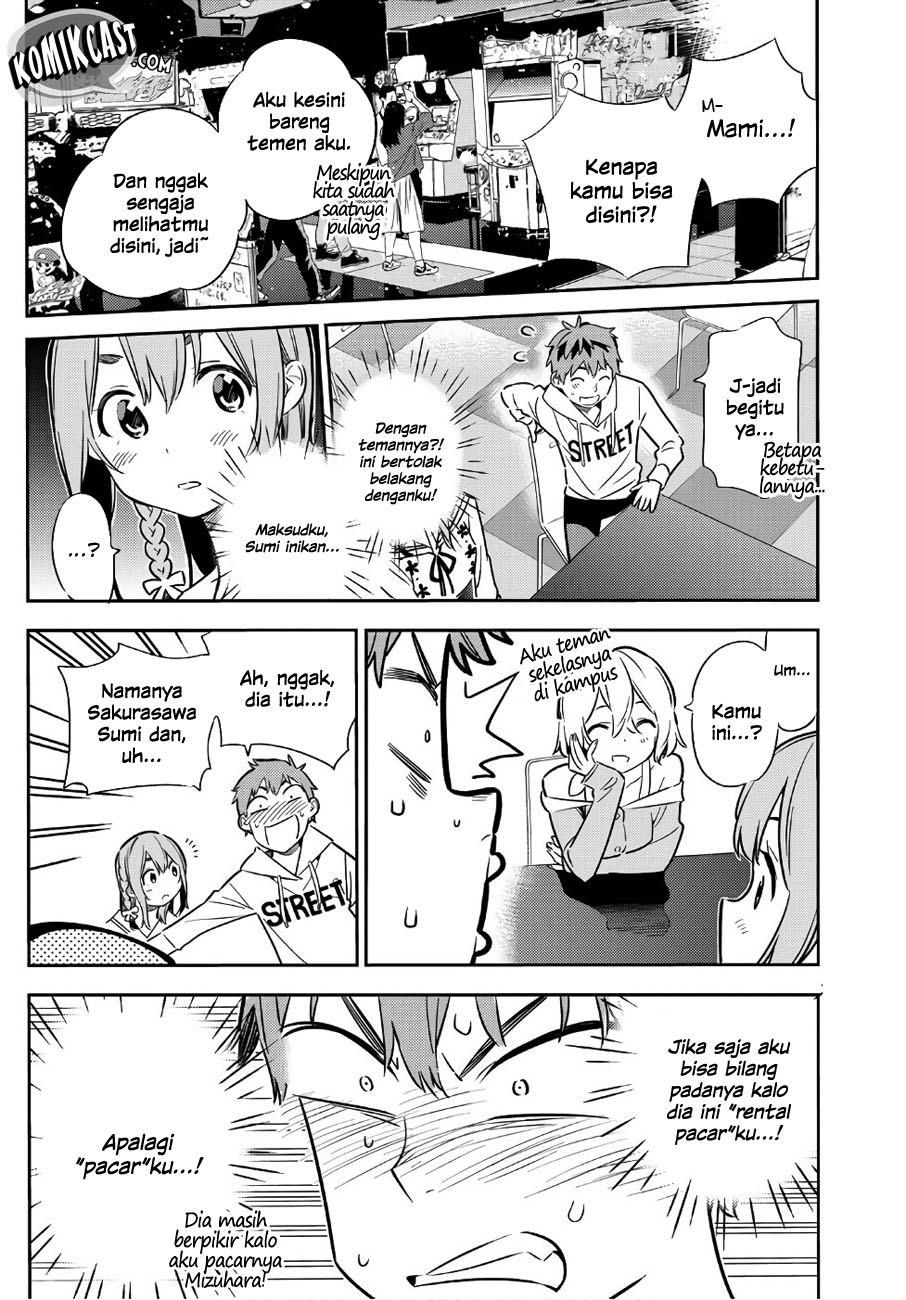 KOMIKCAST
.COM
M-
Mami...!
Kenapa
kamu bisa
disini?!
Aku kesini
bareng
temen aku.
Meskipun
kita sudah
saatnya
pulang
Dan nggak
sengaja
melihatmu
disini, jadi~
J-jadi
begitu
ya...
Betapa
kebetu-
lannya...
STREET
Dengan
temannya?!
ini bertolak
belakang
denganku!
Maksudku,
Sumi inikan...
...?
um...
Kamu
ini...?
Aku teman
sekelasnya
di kampus
Ah, nggak,
dia itu...!
Namanya
Sakurasawa
Sumi dan,
uh...
STREET
Jika saja aku
bisa bilang
padanya kalo
dia ini "rental
pacar"ku...!
Apalagi
"pacar"ku...!
Dia masih
berpikir kalo
aku pacarnya
Mizuhara!